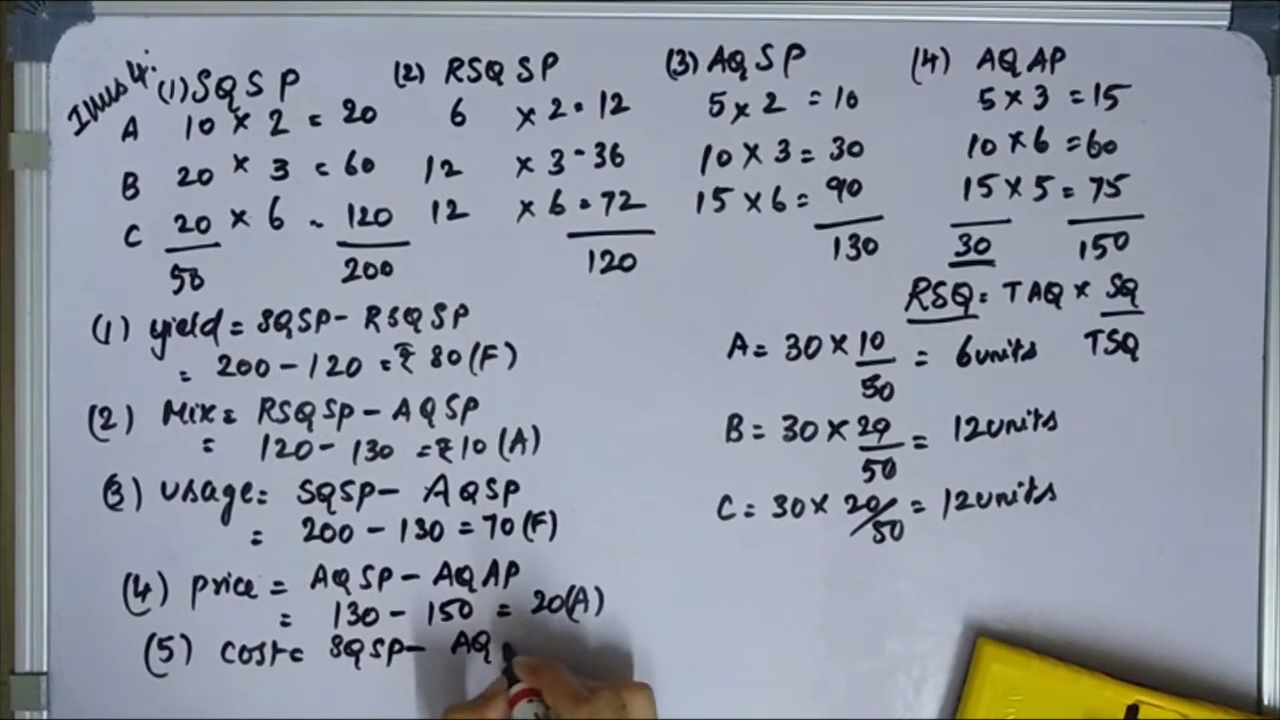 Illus 4.
(1) SQSP (2) RSQ SP (3) AQSP (4) AQAP
A 10 × 2 = 20 6 × 2 = 12 5 × 2 = 10 5 × 3 = 15
B 20 × 3 = 60 12 × 3 - 36 10 × 3 = 30 10 × 6 = 60
C 20 × 6 - 120 12 × 6 = 72 15 × 6 = 90 15 × 5 = 75
50 200 120 130 30 150
RSQ = TAQ × SQ
TSQ
(1) yield = SQSP - RSQSP
= 200 - 120 = ₹ 80 (F)
(2) Mix = RSQSP - AQSP
= 120 - 130 = ₹10 (A)
(3) usage = SQSP - AQSP
= 200 - 130 = 70 (F)
(4) price = AQSP - AQAP
= 130 - 150 = 20(A)
(5) cost = SQSP - AQ
A = 30 × 10 = 6 units
50
B = 30 × 20 = 12 units
50
C = 30 × 20/50 = 12 units